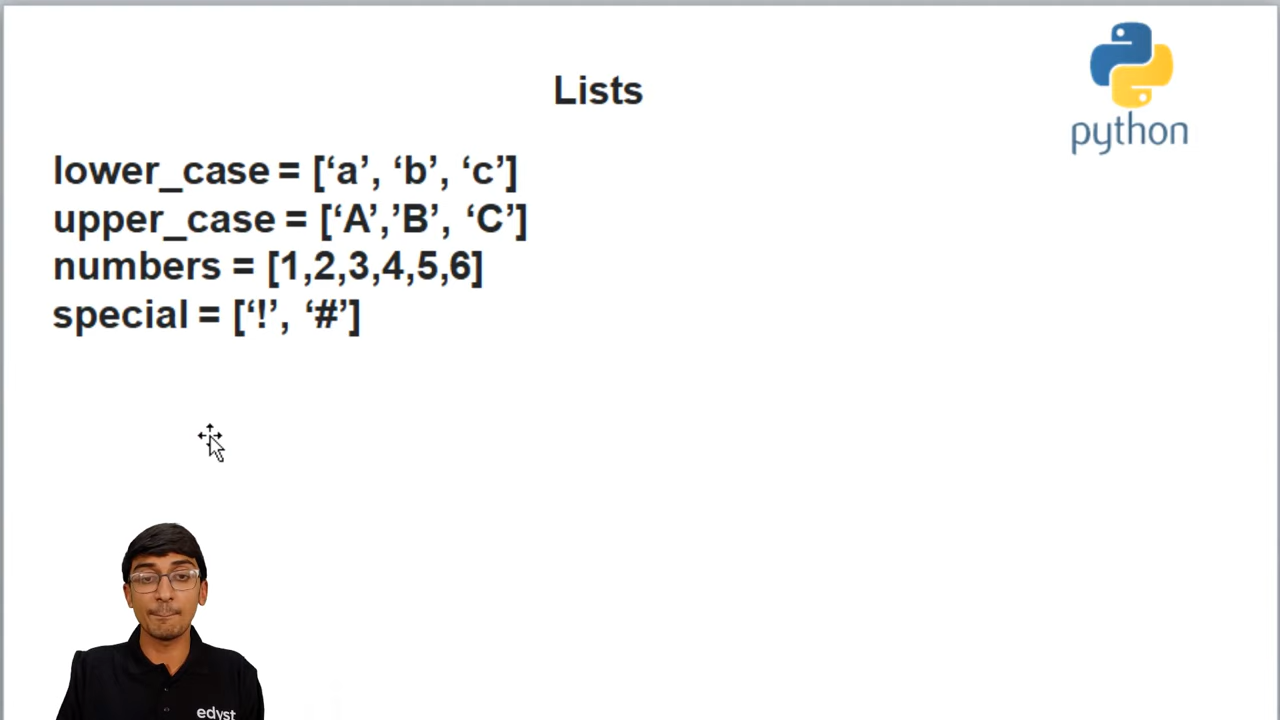 Lists
python
lower_case = [‘a’, ‘b’, ‘c’]
upper_case = [‘A’,’B’, ‘C’]
numbers = [1,2,3,4,5,6]
special = [‘!’, ‘#’]
edyst